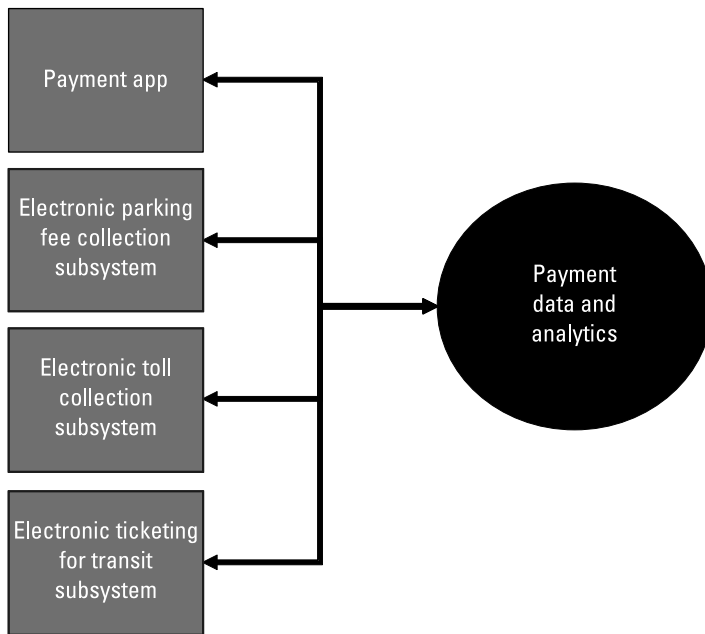 Payment app
Electronic parking
fee collection
subsystem
Electronic toll
collection
subsystem
Electronic ticketing
for transit
subsystem
Payment
data and
analytics